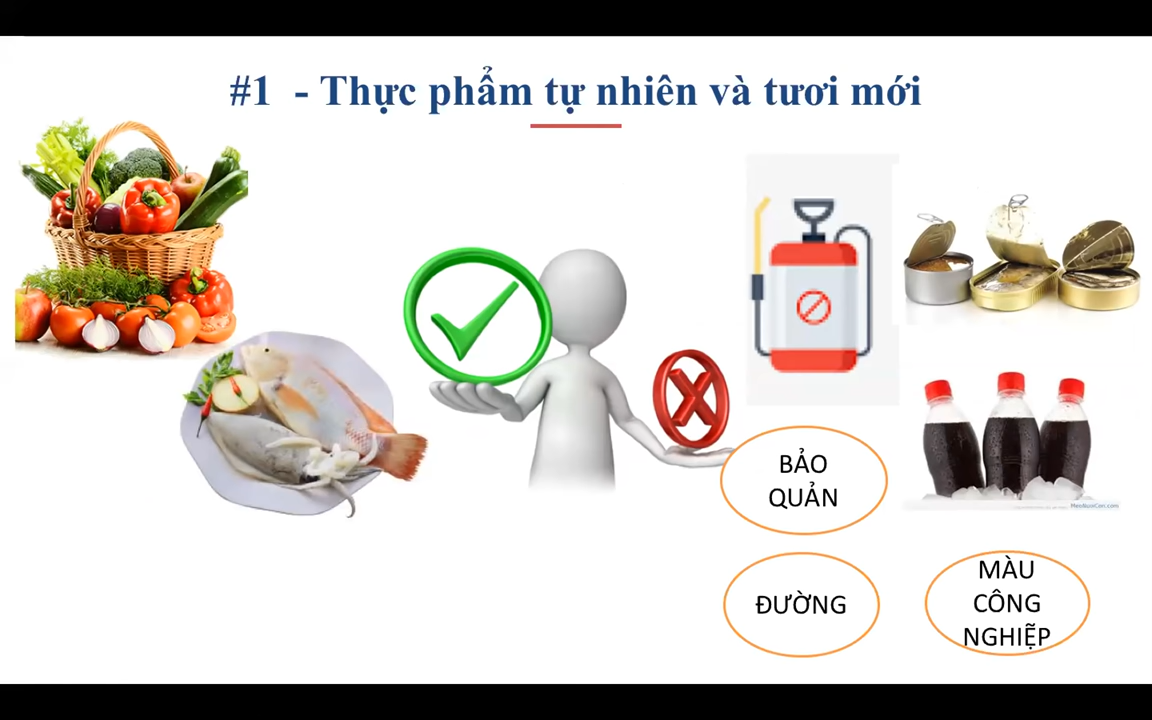 #1 - Thực phẩm tự nhiên và tươi mới
BẢO
QUẢN
ĐƯỜNG
MÀU
CÔNG
NGHIỆP